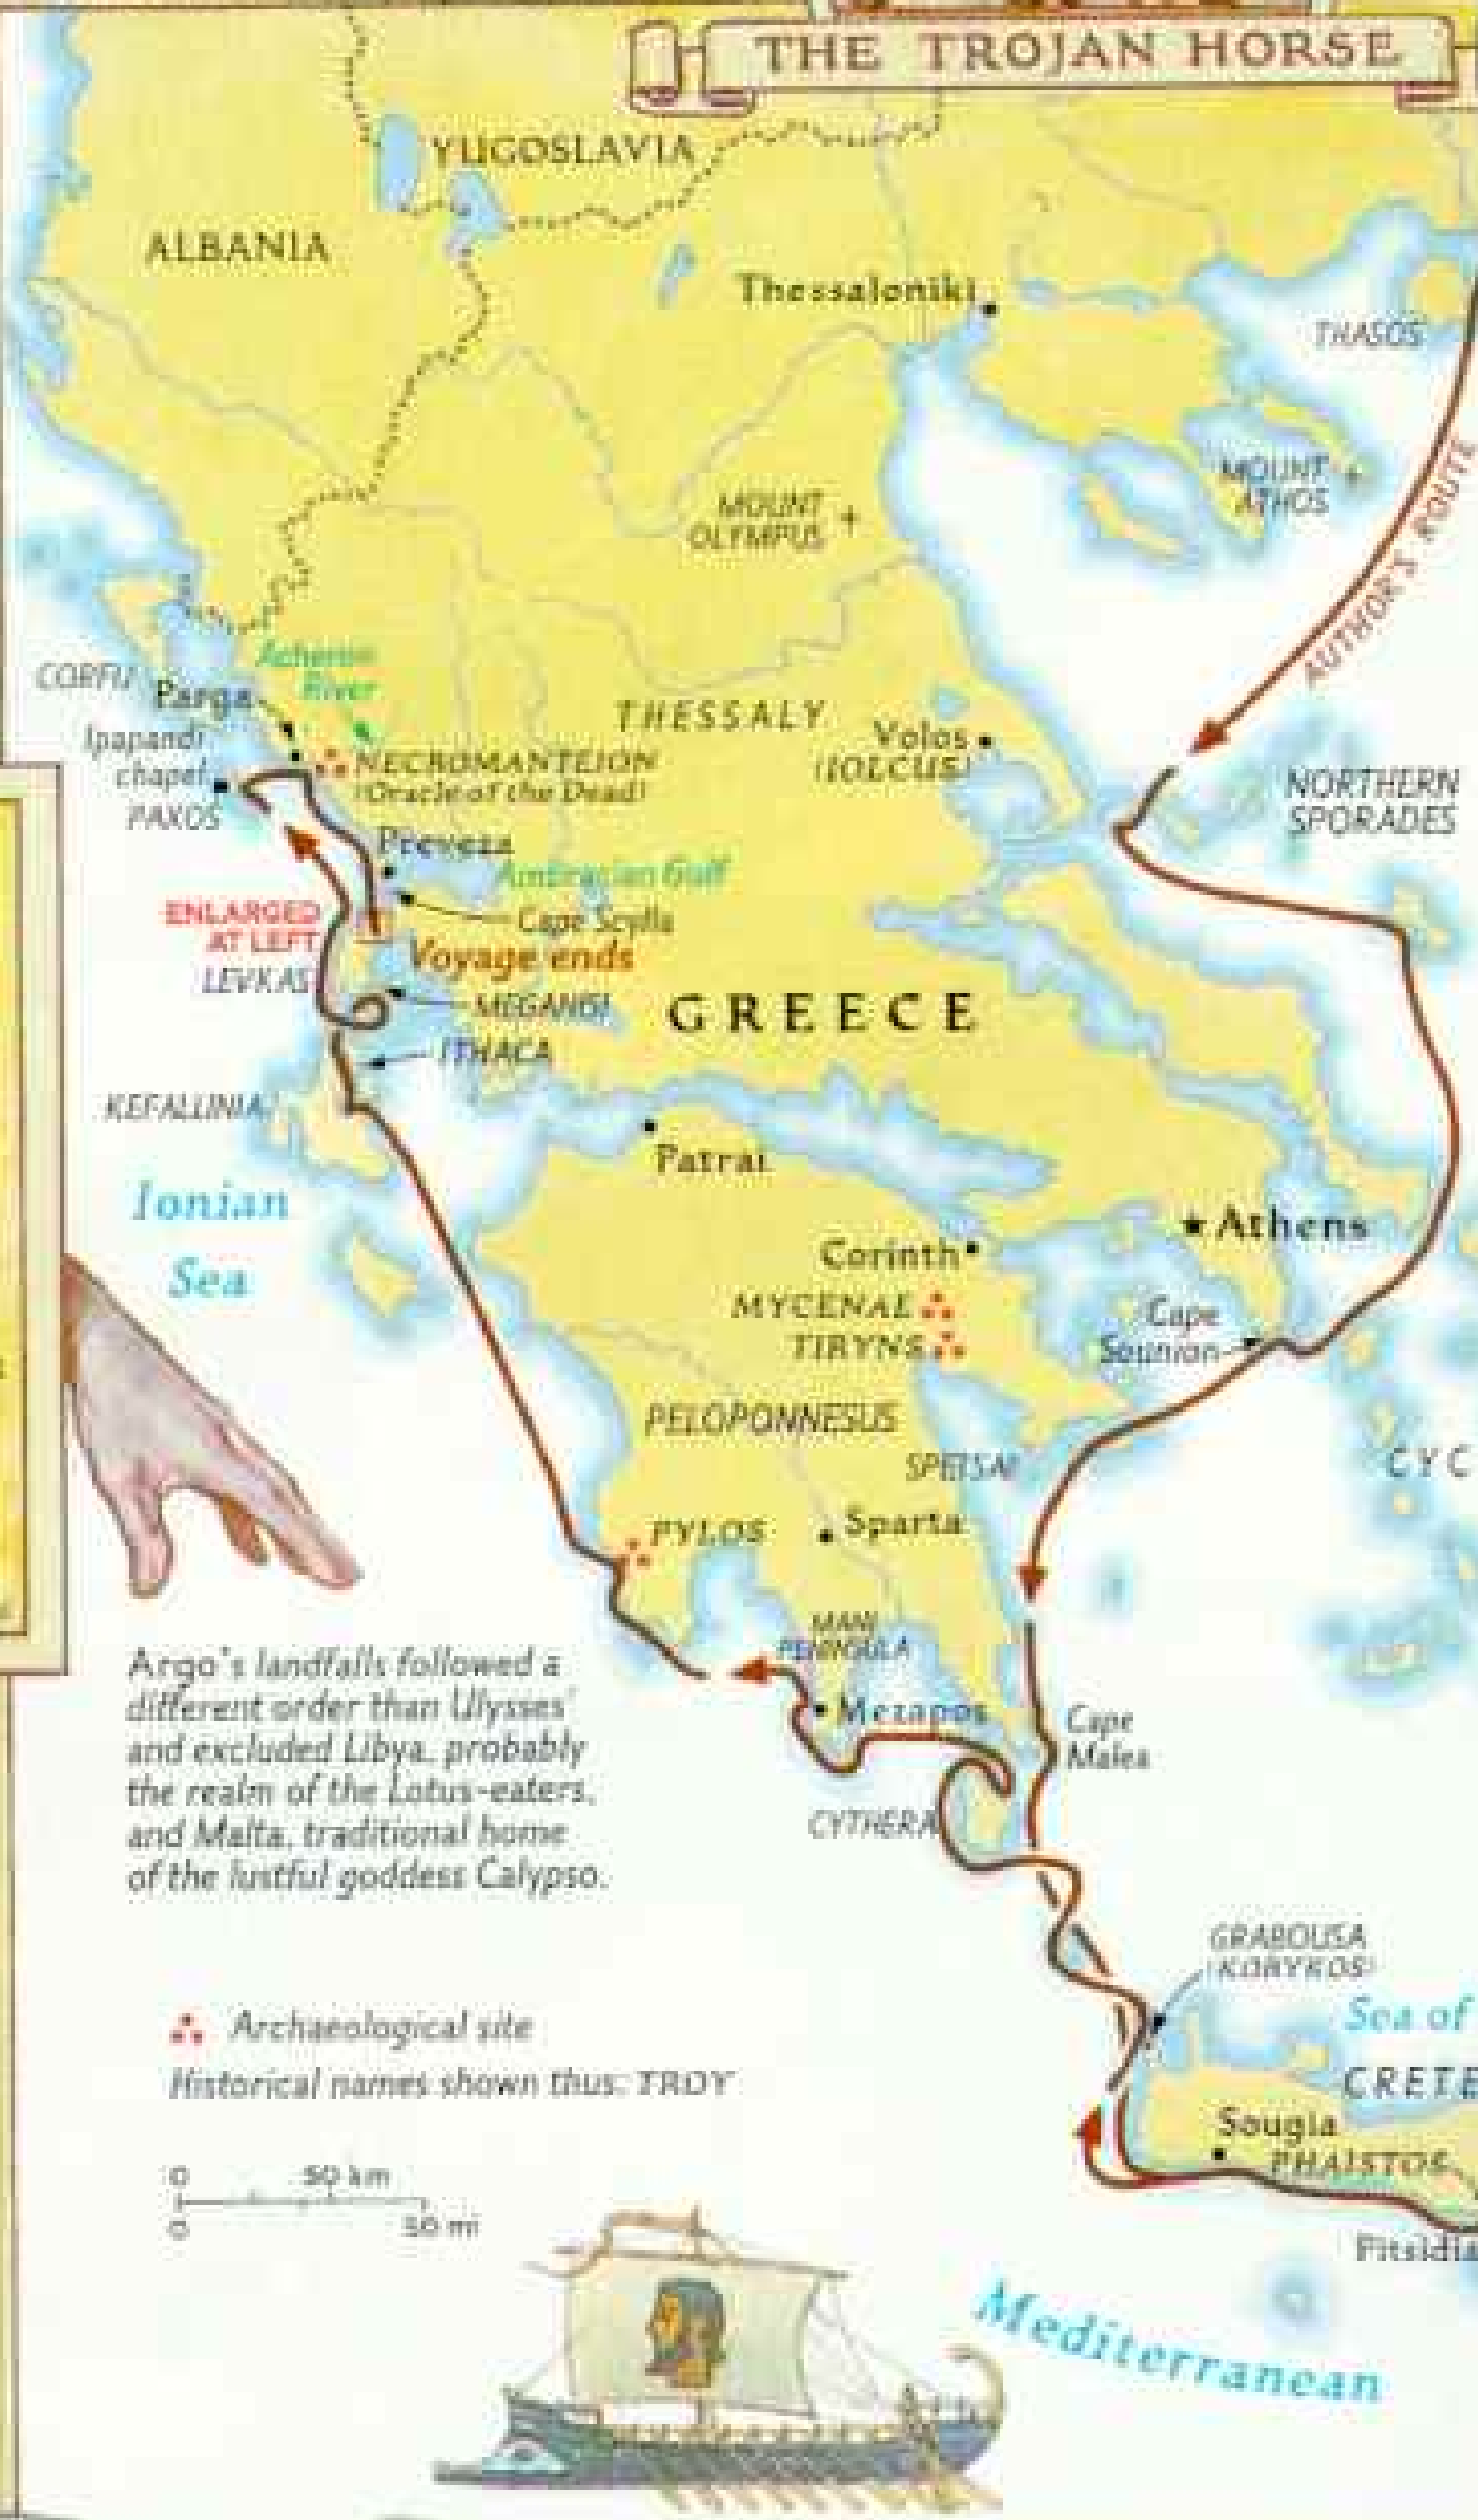 THE TROJAN HORSE
YUGOSLAVIA
ALBANIA
Thessaloniki
THASOS
MOUNT
ATHOS
AUTHOR'S ROUTE
MOUNT
OLYMPUS
CORFU
Acheron
River
Parga
Ipapandi
chapel
PAXOS
NECROMANTEION
(Oracle of the Dead)
THESSALY
Volos
(IOLCUS)
NORTHERN
SPORADES
Preveza
Ambracian Gulf
Cape Scylla
ENLARGED
AT LEFT
LEVKAS
Voyage ends
MEGANISI
ITHACA
GREECE
KEFALLINIA
Patrai
Ionian
Sea
Athens
Corinth
MYCENAE
TIRYNS
Cape
Sounion
PELOPONNESUS
SPETSAI
CYC
PYLOS
Sparta
MANI
PENINSULA
Mezapos
Cape
Malea
CYTHERA
Argo's landfalls followed a
different order than Ulysses'
and excluded Libya, probably
the realm of the Lotus-eaters,
and Malta, traditional home
of the lustful goddess Calypso.
GRABOUSA
(KORYKOS)
Sea of
CRETE
Sougia
PHAISTOS
Pitsidia
Archaeological site
Historical names shown thus: TROY
0 50 km
0 50 mi
Mediterranean